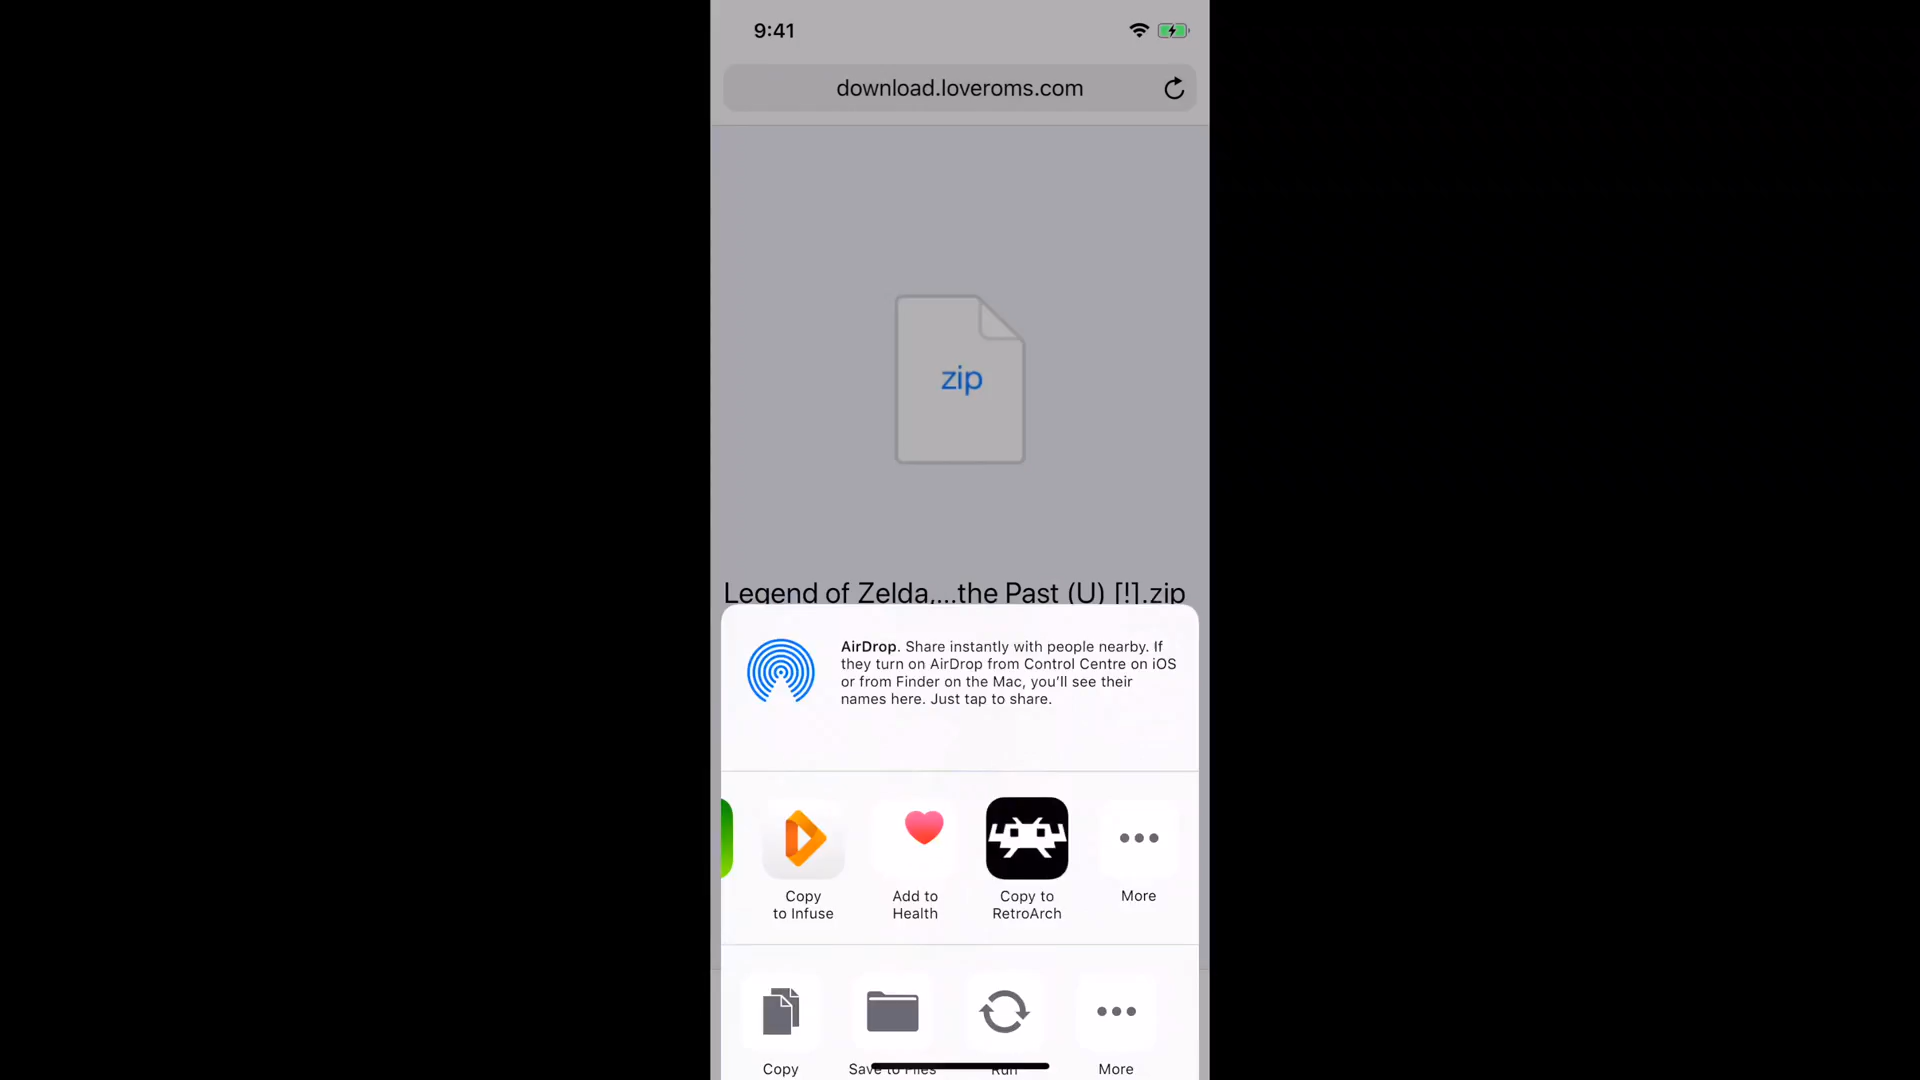 9:41
download.loveroms.com
zip
Legend of Zelda,...the Past (U) [!].zip
AirDrop. Share instantly with people nearby. If
they turn on AirDrop from Control Centre on iOS
or from Finder on the Mac, you’ll see their
names here. Just tap to share.
Copy
to Infuse
Add to
Health
Copy to
RetroArch
More
Copy
Save to Files
Run
More